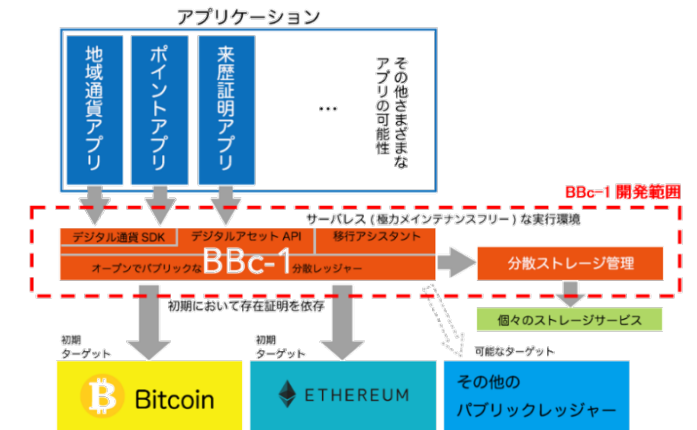 アプリケーション
地域通貨アプリ
ポイントアプリ
来歴証明アプリ
…
その他さまざまな
アプリの可能性
BBc-1 開発範囲
サーバレス ( 極力メインテナンスフリー ) な実行環境
デジタル通貨 SDK
デジタルアセット API
移行アシスタント
オープンでパブリックな BBc-1 分散レッジャー
分散ストレージ管理
初期において存在証明を依存
個々のストレージサービス
初期
ターゲット
初期
ターゲット
可能なターゲット
Bitcoin
ETHEREUM
その他の
パブリックレッジャー